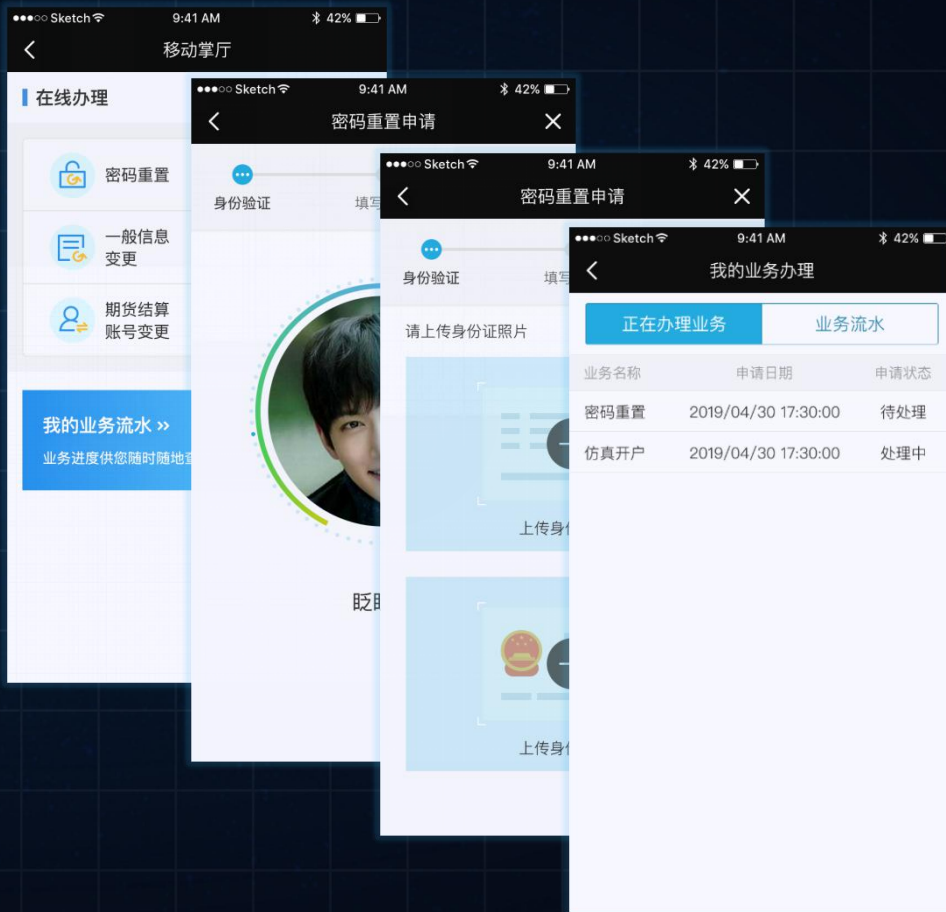 Sketch 9:41 AM 42%
移动掌厅
在线办理
密码重置
一般信息
变更
期货结算
账号变更
我的业务流水 »
业务进度供您随时随地
Sketch 9:41 AM 42%
密码重置申请
身份验证 填写
眨
Sketch 9:41 AM 42%
密码重置申请
身份验证 填写
请上传身份证照片
上传身
上传身
Sketch 9:41 AM 42%
我的业务办理
正在办理业务 业务流水
业务名称 申请日期 申请状态
密码重置 2019/04/30 17:30:00 待处理
仿真开户 2019/04/30 17:30:00 处理中